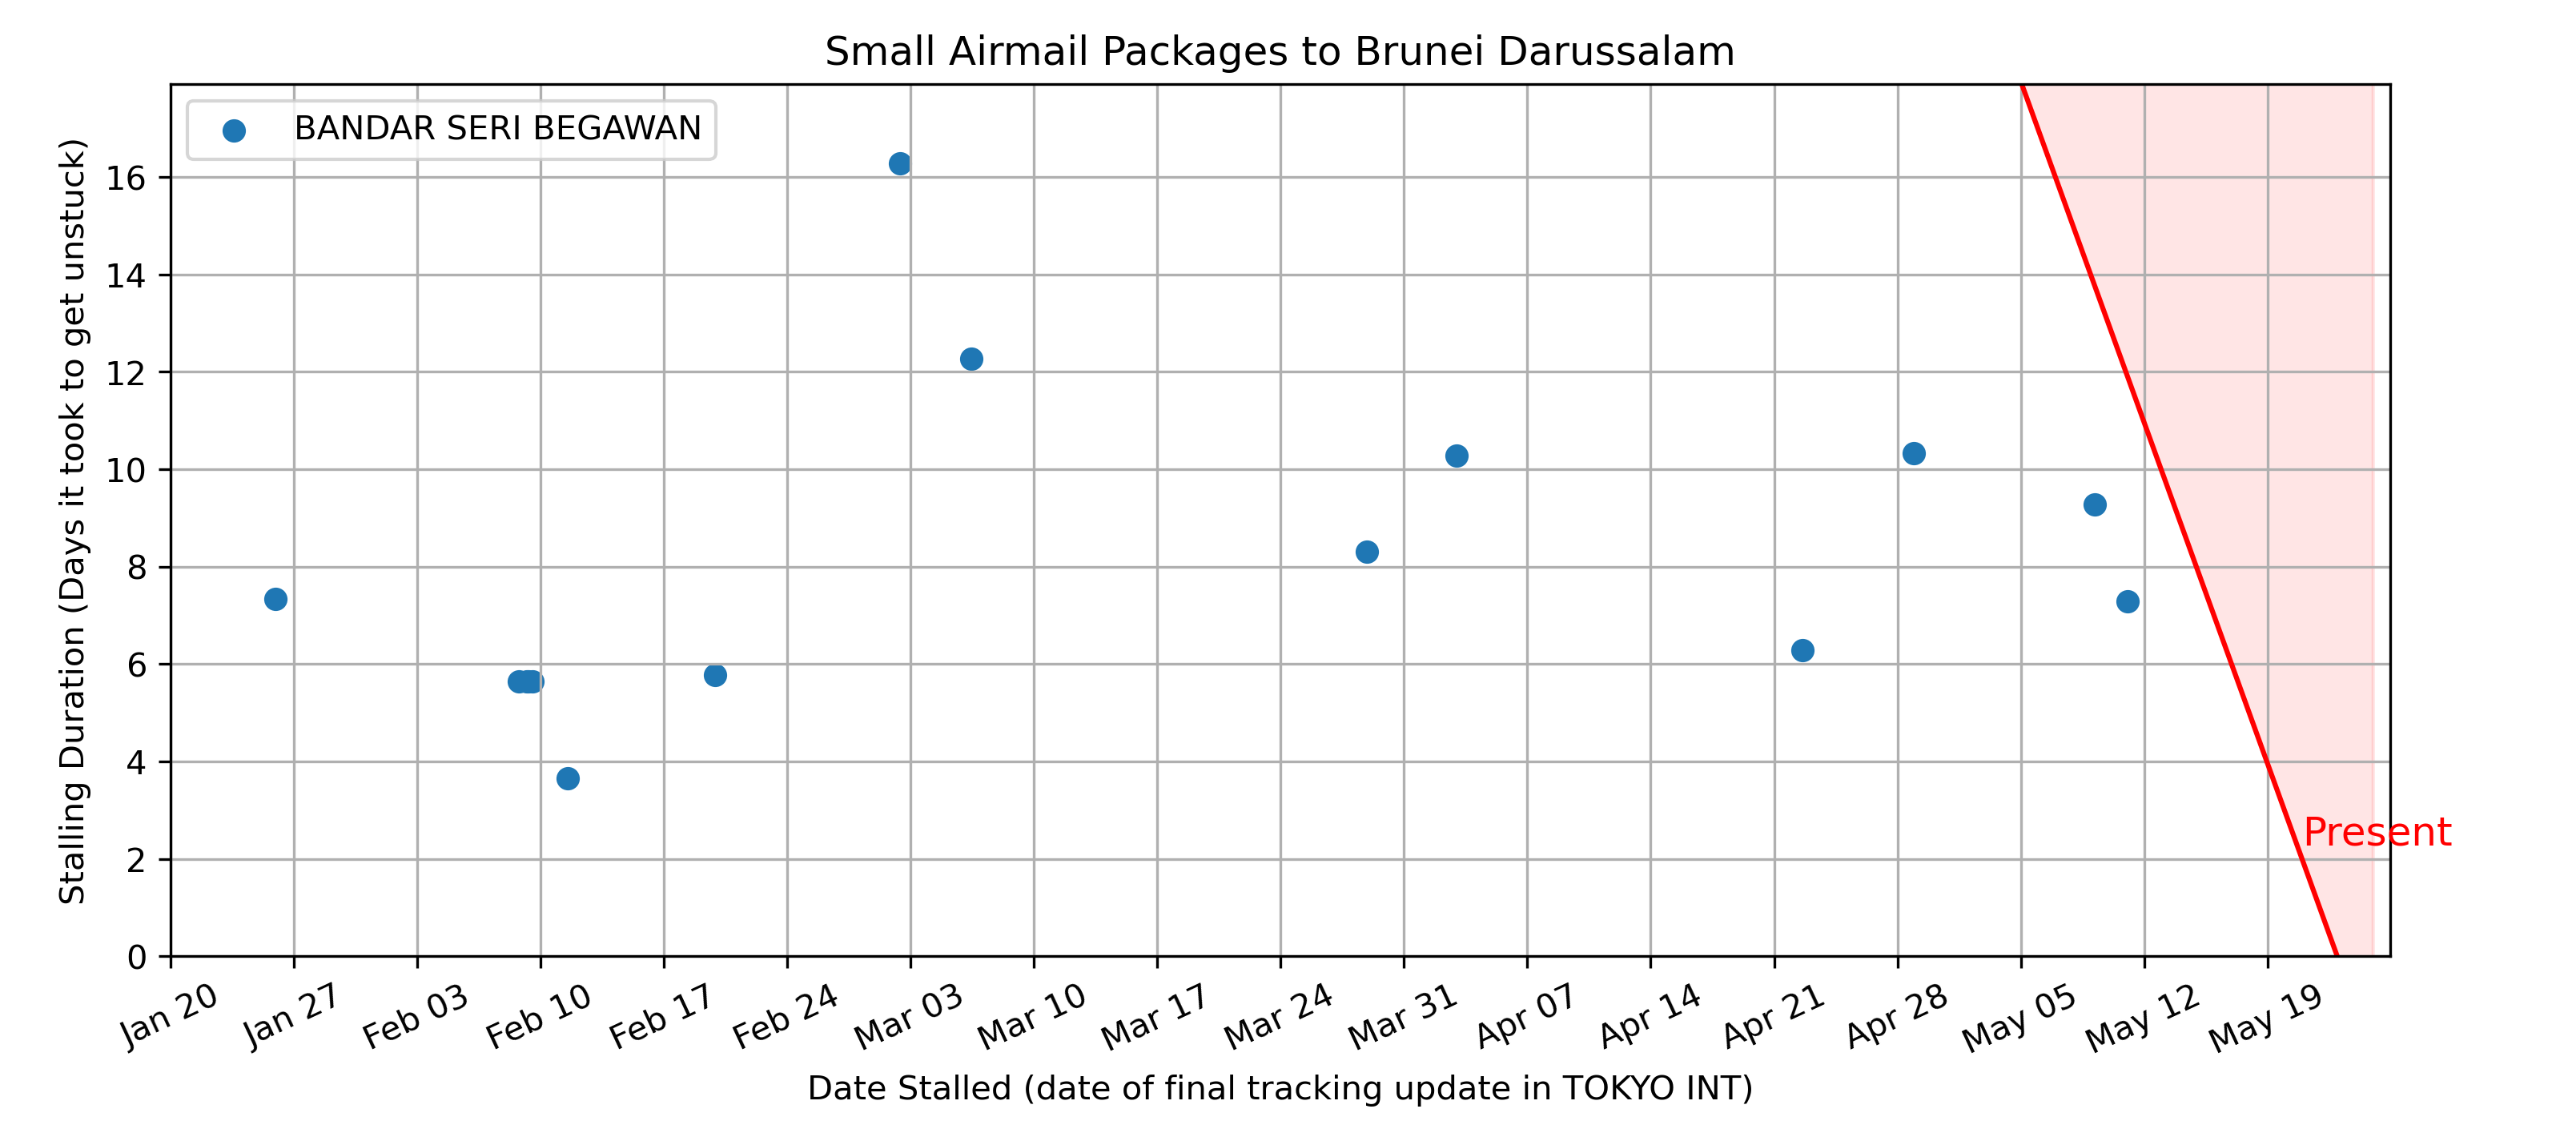 Small Airmail Packages to Brunei Darussalam
BANDAR SERI BEGAWAN
Stalling Duration (Days it took to get unstuck)
16
14
12
10
8
6
4
2
0
Present
Jan 20 Jan 27 Feb 03 Feb 10 Feb 17 Feb 24 Mar 03 Mar 10 Mar 17 Mar 24 Mar 31 Apr 07 Apr 14 Apr 21 Apr 28 May 05 May 12 May 19
Date Stalled (date of final tracking update in TOKYO INT)